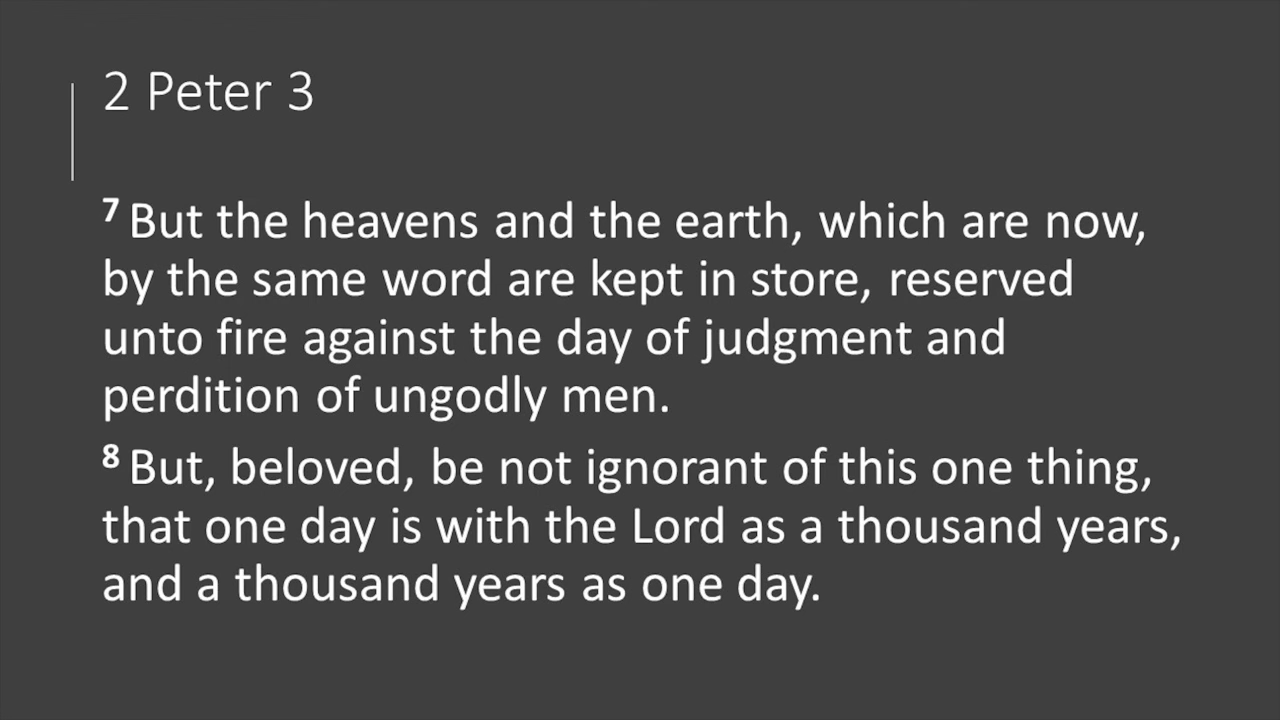 2 Peter 3
7 But the heavens and the earth, which are now,
by the same word are kept in store, reserved
unto fire against the day of judgment and
perdition of ungodly men.
8 But, beloved, be not ignorant of this one thing,
that one day is with the Lord as a thousand years,
and a thousand years as one day.